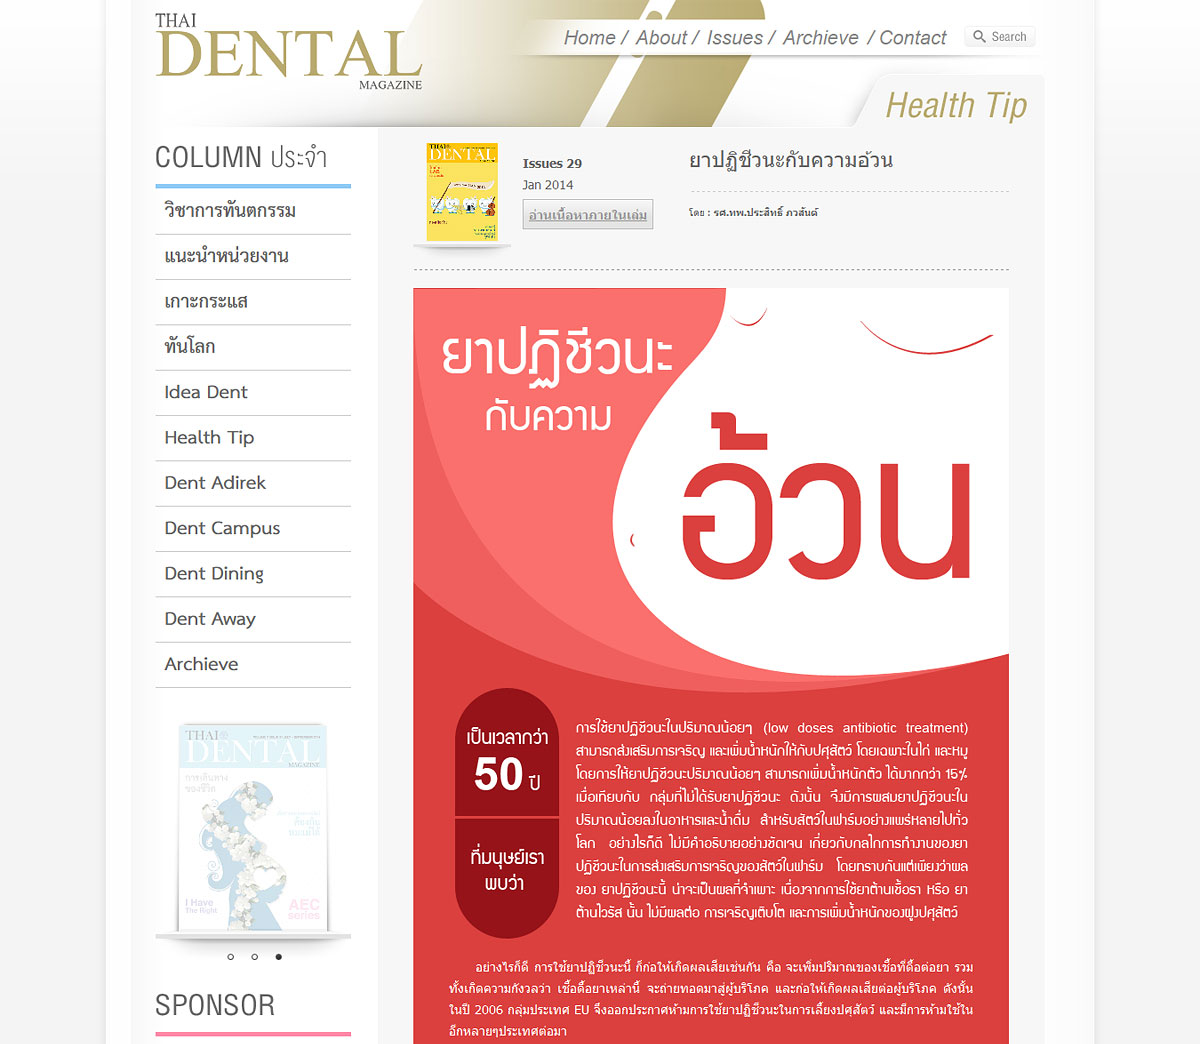 THAI
DENTAL
MAGAZINE
Home / About / Issues / Archieve / Contact
Search
Health Tip
COLUMN ประจำ
วิชาการทันตกรรม
แนะนำหน่วยงาน
เกาะกระแส
ทันโลก
Idea Dent
Health Tip
Dent Adirek
Dent Campus
Dent Dining
Dent Away
Archieve
THAI
DENTAL
MAGAZINE
การเดินทาง
ของชีวิต
I Have
The Right
AEC
series
SPONSOR
THAI
DENTAL
Issues 29
Jan 2014
อ่านเนื้อหาภายในเล่ม
ยาปฏิชีวนะกับความอ้วน
โดย : รศ.ทพ.ประสิทธิ์ ภวสันต์
ยาปฏิชีวนะ
กับความ
อ้วน
เป็นเวลากว่า
50 ปี
ที่มนุษย์เรา
พบว่า
การใช้ยาปฏิชีวนะในปริมาณน้อยๆ (low doses antibiotic treatment)
สามารถส่งเสริมการเจริญ และเพิ่มน้ำหนักให้กับปศุสัตว์ โดยเฉพาะในไก่ และหมู
โดยการให้ยาปฏิชีวนะปริมาณน้อยๆ สามารถเพิ่มน้ำหนักตัว ได้มากกว่า 15%
เมื่อเทียบกับ กลุ่มที่ไม่ได้รับยาปฏิชีวนะ ดังนั้น จึงมีการผสมยาปฏิชีวนะใน
ปริมาณน้อยลงในอาหารและน้ำดื่ม สำหรับสัตว์ในฟาร์มอย่างแพร่หลายไปทั่ว
โลก อย่างไรก็ดี ไม่มีคำอธิบายอย่างชัดเจน เกี่ยวกับกลไกการทำงานของยา
ปฏิชีวนะในการส่งเสริมการเจริญของสัตว์ในฟาร์ม โดยทราบกันแต่เพียงว่าผล
ของ ยาปฏิชีวนะนี้ น่าจะเป็นผลที่จำเพาะ เนื่องจากการใช้ยาต้านเชื้อรา หรือ ยา
ต้านไวรัส นั้น ไม่มีผลต่อ การเจริญเติบโต และการเพิ่มน้ำหนักของฝูงปศุสัตว์
อย่างไรก็ดี การใช้ยาปฏิชีวนะนี้ ก็ก่อให้เกิดผลเสียเช่นกัน คือ จะเพิ่มปริมาณของเชื้อที่ดื้อต่อยา รวม
ทั้งเกิดความกังวลว่า เชื้อดื้อยาเหล่านี้ จะถ่ายทอดมาสู่ผู้บริโภค และก่อให้เกิดผลเสียต่อผู้บริโภค ดังนั้น
ในปี 2006 กลุ่มประเทศ EU จึงออกประกาศห้ามการใช้ยาปฏิชีวนะในการเลี้ยงปศุสัตว์ และมีการห้ามใช้ใน
อีกหลายๆประเทศต่อมา